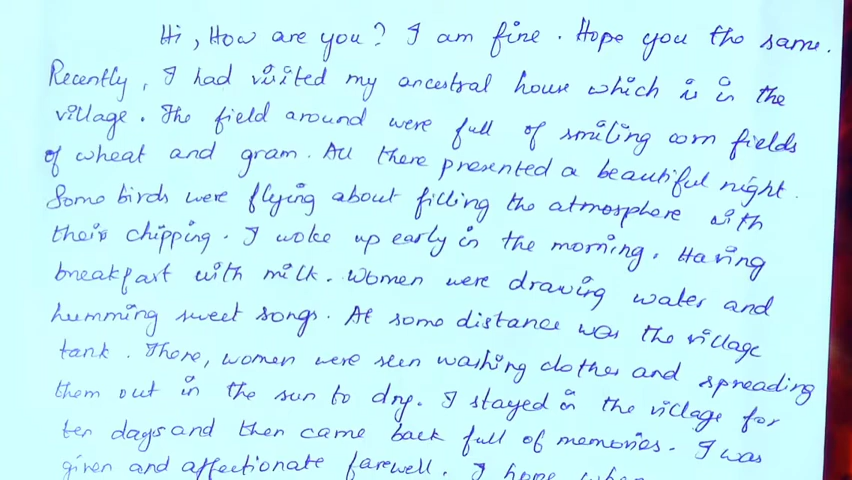 Hi, How are you? I am fine. Hope you the same.
Recently, I had visited my ancestral house which is in the
village. The field around were full of smiling corn fields
of wheat and gram. All there presented a beautiful night.
Some birds were flying about filling the atmosphere with
their chipping. I woke up early in the morning. Having
breakfast with milk. Women were drawing water and
humming sweet songs. At some distance was the village
tank. There, women were seen washing clothes and spreading
them out in the sun to dry. I stayed in the village for
ten days and then came back full of memories. I was
given and affectionate farewell. I hope when